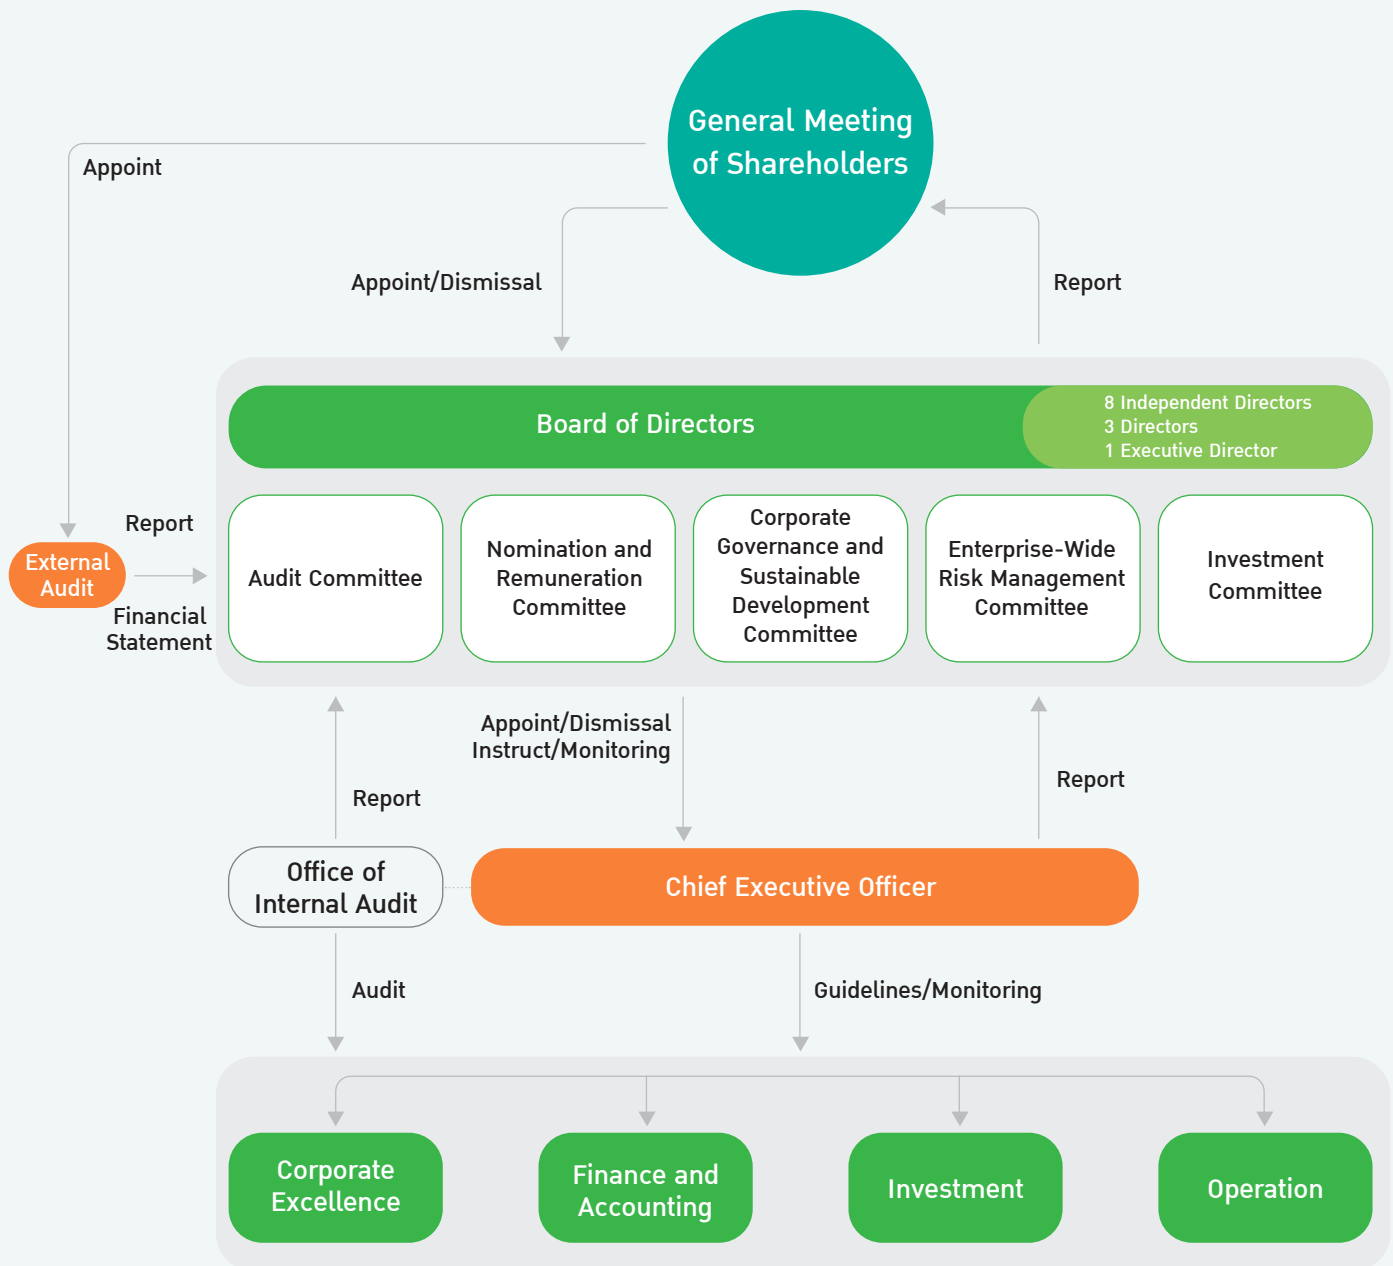 General Meeting
of Shareholders
Appoint
Appoint/Dismissal
Report
Board of Directors
8 Independent Directors
3 Directors
1 Executive Director
External
Audit
Report
Financial
Statement
Audit Committee
Nomination and
Remuneration
Committee
Corporate
Governance and
Sustainable
Development
Committee
Enterprise-Wide
Risk Management
Committee
Investment
Committee
Appoint/Dismissal
Instruct/Monitoring
Report
Report
Office of
Internal Audit
Chief Executive Officer
Audit
Guidelines/Monitoring
Corporate
Excellence
Finance and
Accounting
Investment
Operation